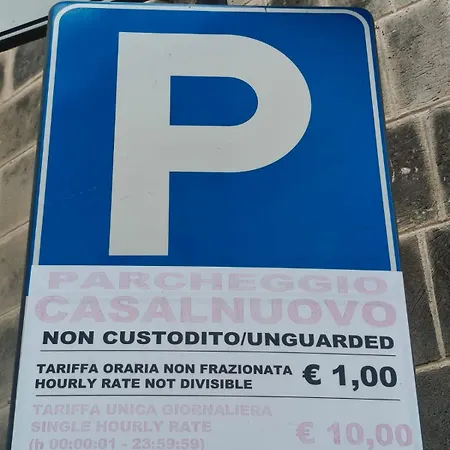 P
PARCHEGGIO
CASALNUOVO
NON CUSTODITO/UNGUARDED
TARIFFA ORARIA NON FRAZIONATA
HOURLY RATE NOT DIVISIBLE € 1,00
TARIFFA UNICA GIORNALIERA
SINGLE HOURLY RATE
(h 00:00:01 - 23:59:59) € 10,00